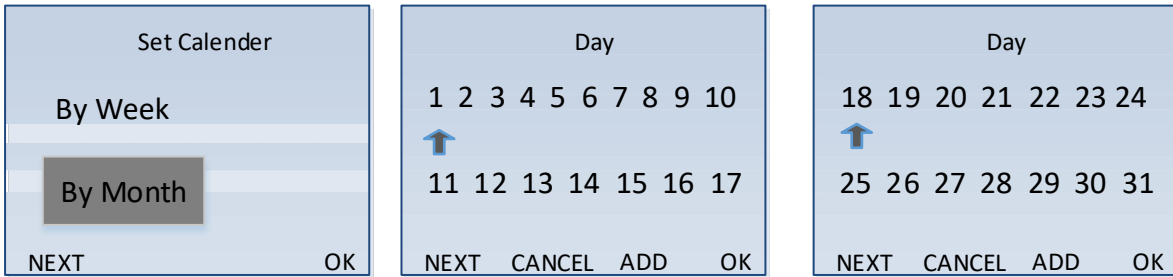 Set Calender
By Week
By Month
NEXT OK
Day
1 2 3 4 5 6 7 8 9 10
11 12 13 14 15 16 17
NEXT CANCEL ADD OK
Day
18 19 20 21 22 23 24
25 26 27 28 29 30 31
NEXT CANCEL ADD OK